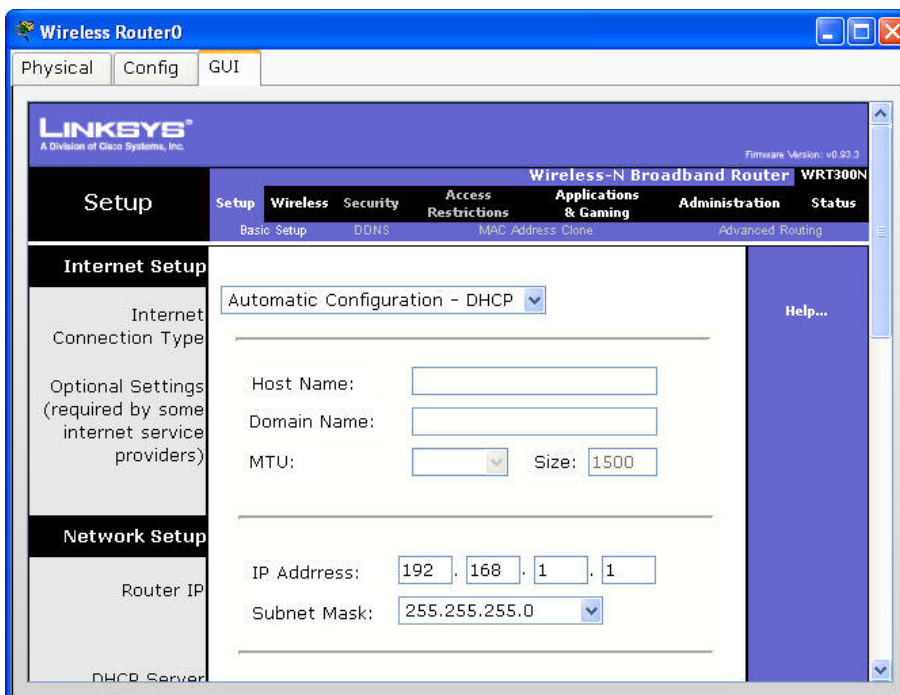 Wireless Router0
Physical Config GUI
LINKSYS®
A Division of Cisco Systems, Inc.
Firmware Version: v0.93.3
Wireless-N Broadband Router WRT300N
Setup
Setup Wireless Security Access Restrictions Applications & Gaming Administration Status
Basic Setup DDNS MAC Address Clone Advanced Routing
Internet Setup
Automatic Configuration - DHCP
Help...
Internet
Connection Type
Optional Settings
(required by some
internet service
providers)
Host Name:
Domain Name:
MTU: Size: 1500
Network Setup
Router IP
IP Addrress: 192 . 168 . 1 . 1
Subnet Mask: 255.255.255.0
DHCP Server